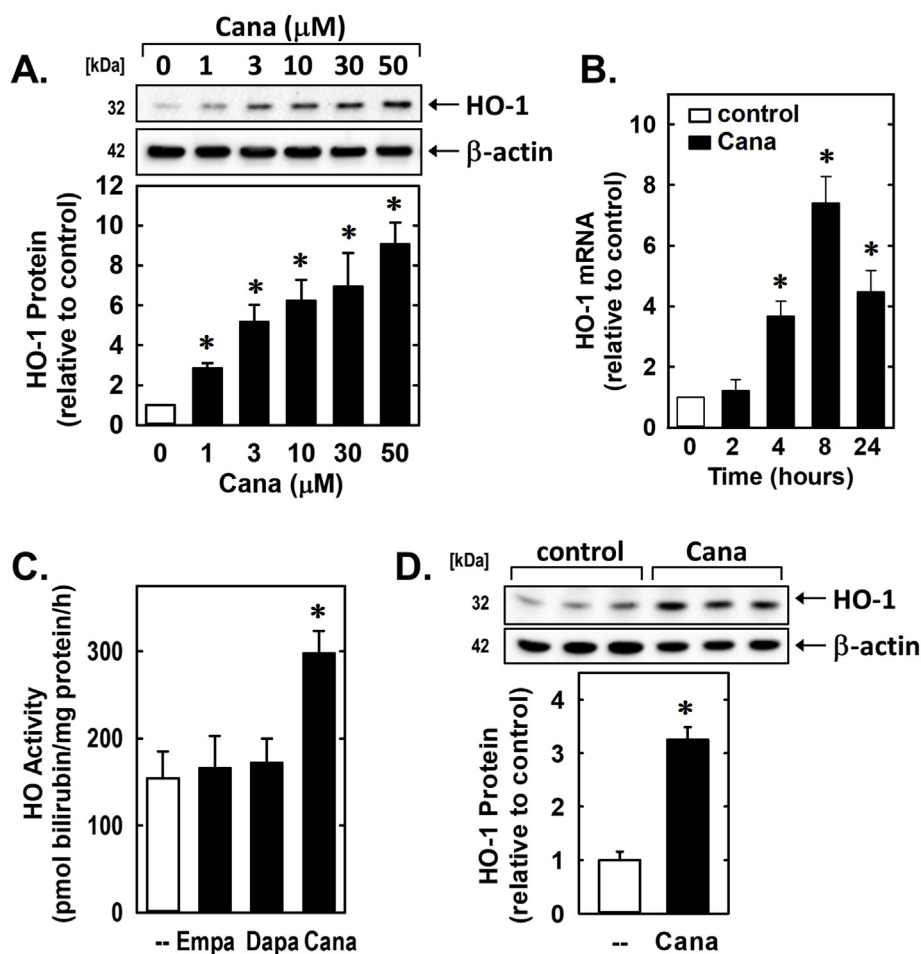 A.
Cana (μM)
[kDa] 0 1 3 10 30 50
32 HO-1
42 β-actin
HO-1 Protein
(relative to control)
12
10
8
6
4
2
0
* * * * *
0 1 3 10 30 50
Cana (μM)
B.
control
Cana
HO-1 mRNA
(relative to control)
10
8
6
4
2
0
* * *
0 2 4 8 24
Time (hours)
C.
HO Activity
(pmol bilirubin/mg protein/h)
300
200
100
0
*
-- Empa Dapa Cana
D.
[kDa] control Cana
32 HO-1
42 β-actin
HO-1 Protein
(relative to control)
4
3
2
1
0
*
-- Cana